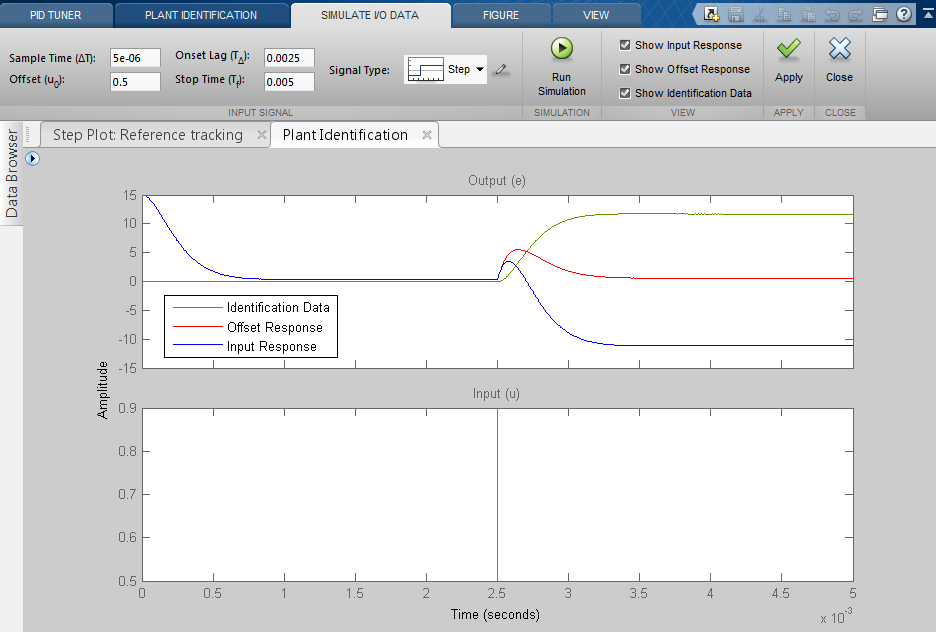 PID TUNER PLANT IDENTIFICATION SIMULATE I/O DATA FIGURE VIEW
Sample Time (ΔT): 5e-06 Onset Lag (TΔ): 0.0025
Offset (u0): 0.5 Stop Time (Tf): 0.005
Signal Type: Step
Run
Simulation
Show Input Response
Show Offset Response
Show Identification Data
Apply Close
INPUT SIGNAL SIMULATION VIEW APPLY CLOSE
Data Browser
Step Plot: Reference tracking Plant Identification
Output (e)
15
10
5
0
-5
-10
-15
Identification Data
Offset Response
Input Response
Amplitude
Input (u)
0.9
0.8
0.7
0.6
0.5
0 0.5 1 1.5 2 2.5 3 3.5 4 4.5 5
Time (seconds)
x 10-3